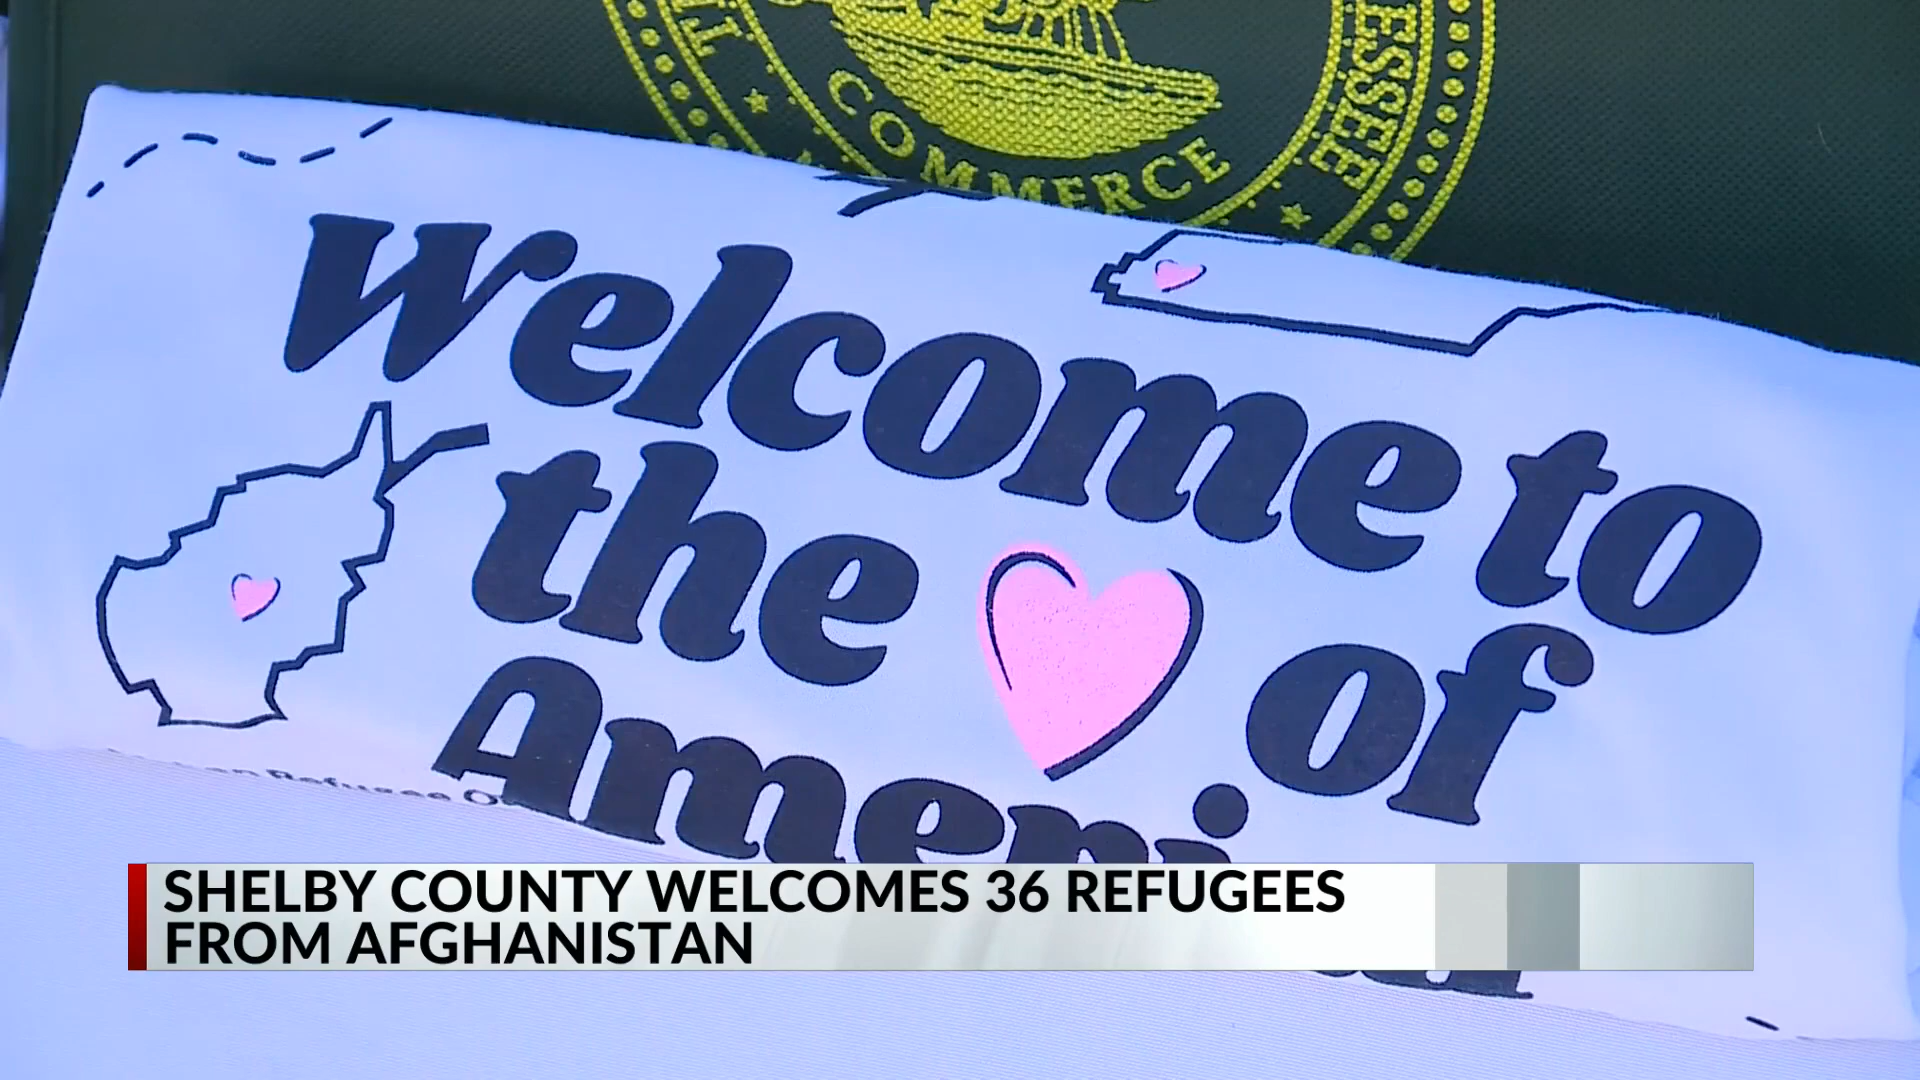 COMMERCE
Welcome to
the of
SHELBY COUNTY WELCOMES 36 REFUGEES
FROM AFGHANISTAN